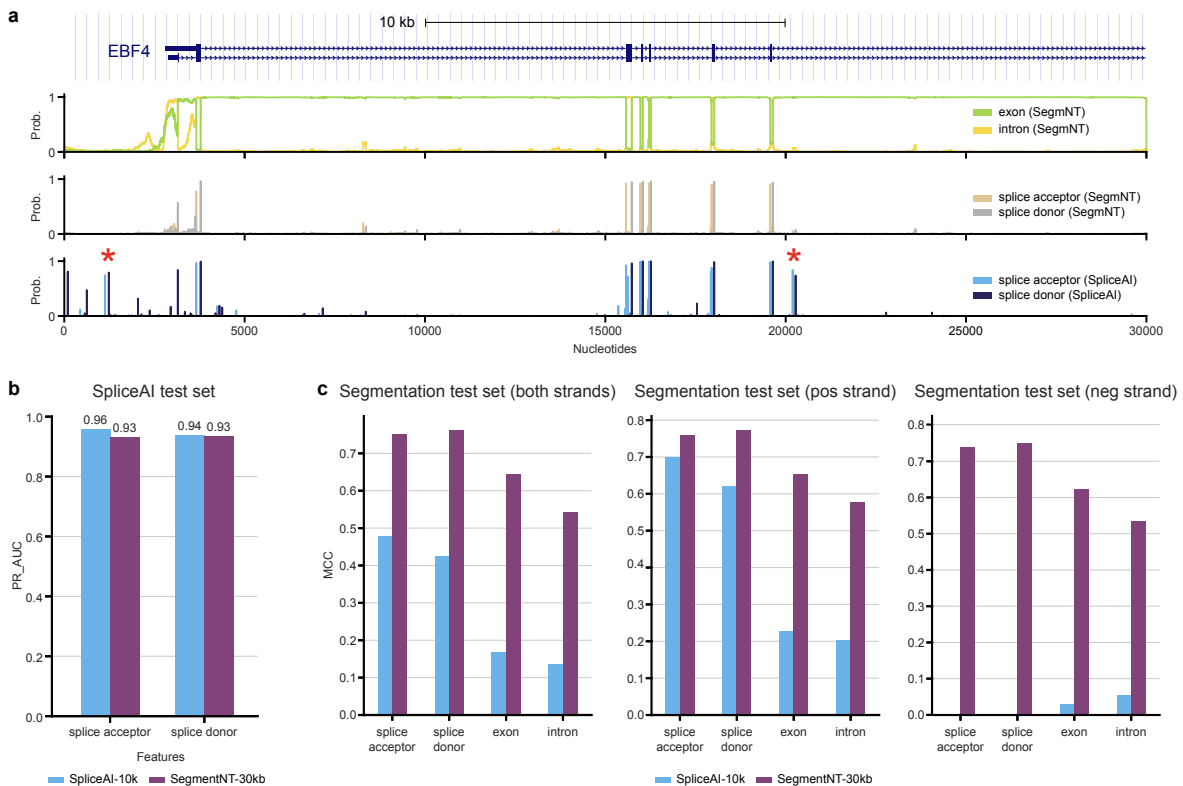 a
10 kb
EBF4
Prob.
1
0
exon (SegmNT)
intron (SegmNT)
Prob.
1
0
splice acceptor (SegmNT)
splice donor (SegmNT)
* *
Prob.
1
0
splice acceptor (SpliceAI)
splice donor (SpliceAI)
0 5000 10000 15000 20000 25000 30000
Nucleotides
b SpliceAI test set
PR_AUC
1.0
0.8
0.6
0.4
0.2
0.0
0.96 0.93 0.94 0.93
splice acceptor splice donor
Features
SpliceAI-10k SegmentNT-30kb
c Segmentation test set (both strands) Segmentation test set (pos strand) Segmentation test set (neg strand)
MCC
0.7
0.6
0.5
0.4
0.3
0.2
0.1
0.0
splice acceptor splice donor exon intron
0.8
0.7
0.6
0.5
0.4
0.3
0.2
0.1
0.0
splice acceptor splice donor exon intron
0.8
0.7
0.6
0.5
0.4
0.3
0.2
0.1
0.0
splice acceptor splice donor exon intron
SpliceAI-10k SegmentNT-30kb